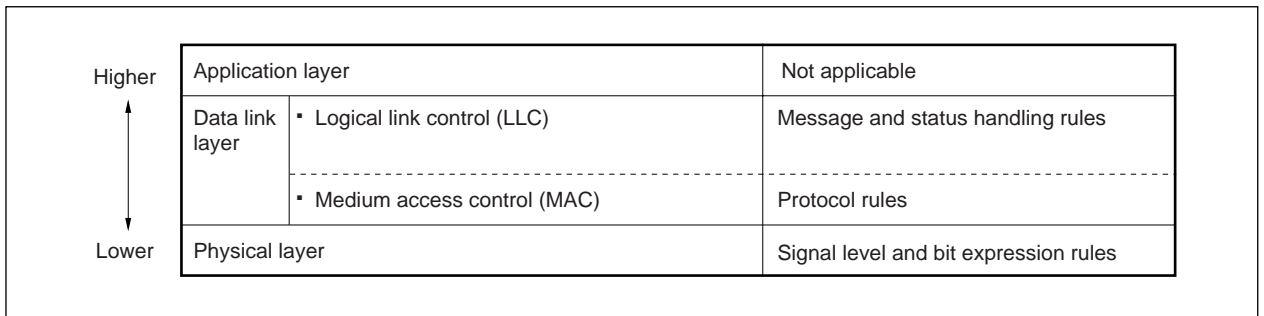 Higher
Application layer
Not applicable
Data link
layer
▪ Logical link control (LLC)
Message and status handling rules
▪ Medium access control (MAC)
Protocol rules
Lower
Physical layer
Signal level and bit expression rules